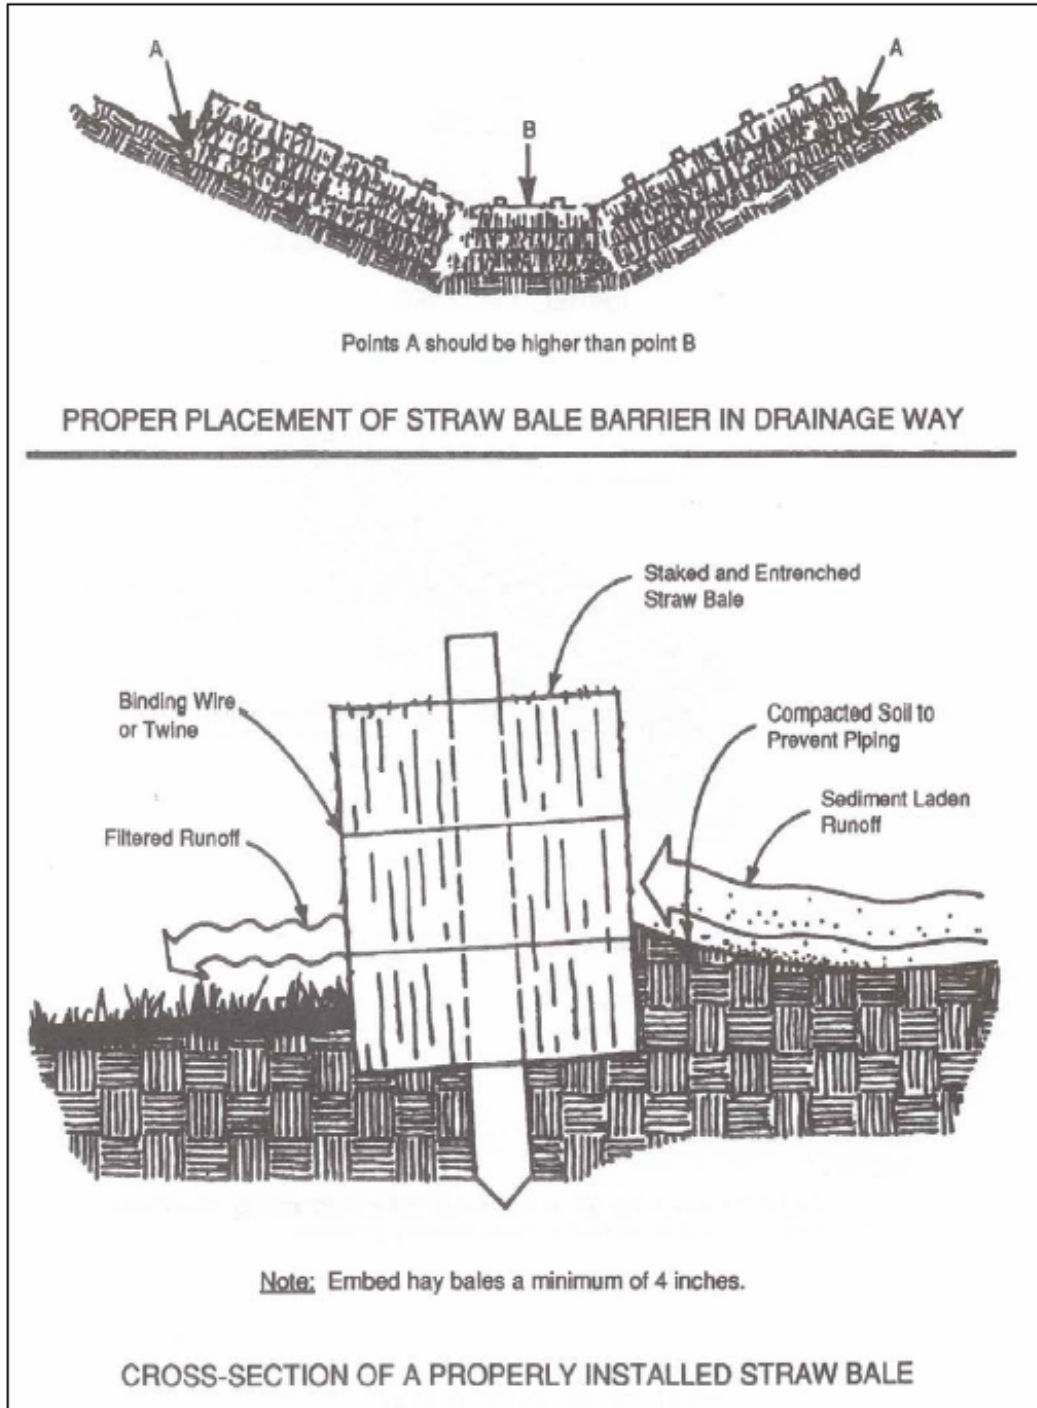 A
A
B
Points A should be higher than point B
PROPER PLACEMENT OF STRAW BALE BARRIER IN DRAINAGE WAY
Staked and Entrenched
Straw Bale
Binding Wire
or Twine
Compacted Soil to
Prevent Piping
Sediment Laden
Runoff
Filtered Runoff
Note: Embed hay bales a minimum of 4 inches.
CROSS-SECTION OF A PROPERLY INSTALLED STRAW BALE